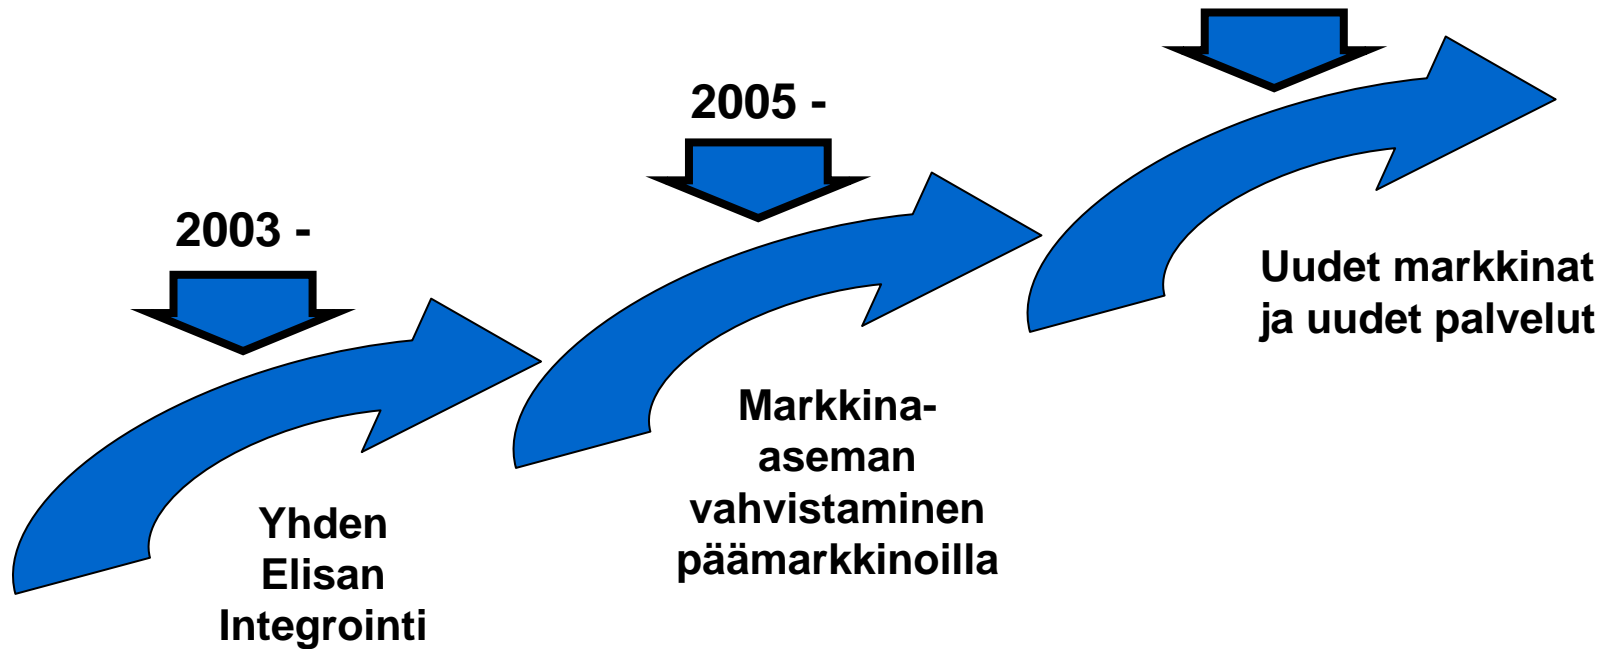 2003 -
Yhden
Elisan
Integrointi
2005 -
Markkina-
aseman
vahvistaminen
päämarkkinoilla
Uudet markkinat
ja uudet palvelut